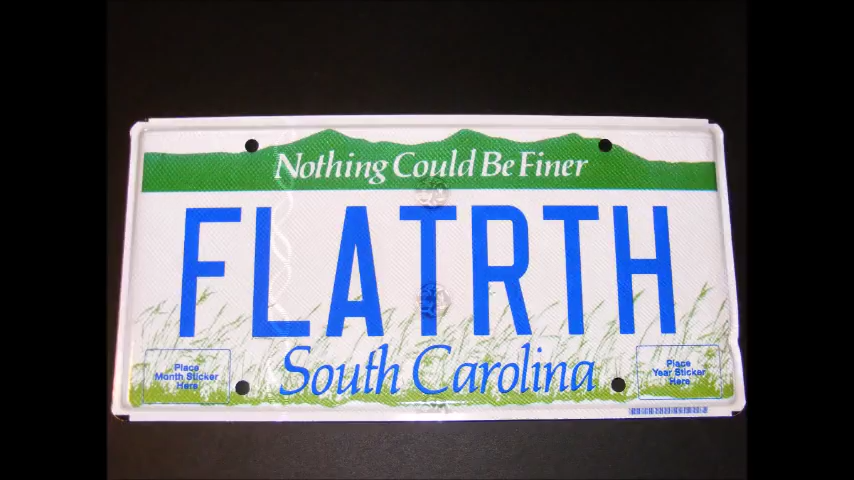 Nothing Could Be Finer
FLATRTH
South Carolina
Place
Month Sticker
Here
Place
Year Sticker
Here